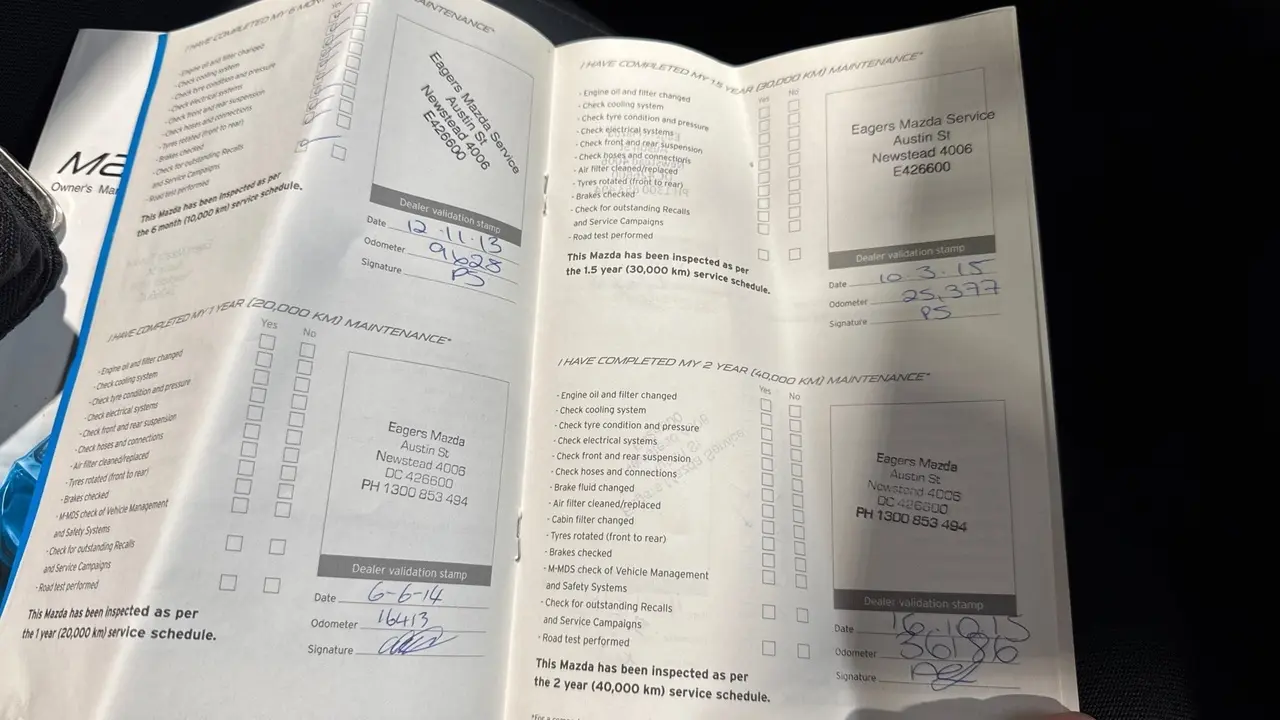 Ma
Owner's Ma
I HAVE COMPLETED MY 6 MON
AINTENANCE*
Yes
- Engine oil and filter changed
- Check cooling system
- Check tyre condition and pressure
- Check electrical systems
- Check front and rear suspension
- Check hoses and connections
- Tyres rotated (front to rear)
- Brakes checked
- Check for outstanding Recalls
and Service Campaigns
- Road test performed
This Mazda has been inspected as per
the 6 month (10,000 km) service schedule.
Eagers Mazda Service
Austin St
Newstead 4006
E426600
Dealer validation stamp
Date 12.11.13
Odometer 9628
Signature PS
I HAVE COMPLETED MY 1 YEAR (20,000 KM) MAINTENANCE*
Yes No
- Engine oil and filter changed
- Check cooling system
- Check tyre condition and pressure
- Check electrical systems
- Check front and rear suspension
- Check hoses and connections
- Air filter cleaned/replaced
- Tyres rotated (front to rear)
- Brakes checked
- M-MDS check of Vehicle Management
and Safety Systems
- Check for outstanding Recalls
and Service Campaigns
- Road test performed
This Mazda has been inspected as per
the 1 year (20,000 km) service schedule.
Eagers Mazda
Austin St
Newstead 4006
DC 426600
PH 1300 853 494
Dealer validation stamp
Date 6-6-14
Odometer 16413
Signature
I HAVE COMPLETED MY 1.5 YEAR (30,000 KM) MAINTENANCE*
Yes No
- Engine oil and filter changed
- Check cooling system
- Check tyre condition and pressure
- Check electrical systems
- Check front and rear suspension
- Check hoses and connections
- Air filter cleaned/replaced
- Tyres rotated (front to rear)
- Brakes checked
- Check for outstanding Recalls
and Service Campaigns
- Road test performed
This Mazda has been inspected as per
the 1.5 year (30,000 km) service schedule.
Eagers Mazda Service
Austin St
Newstead 4006
E426600
Dealer validation stamp
Date 10.3.15
Odometer 25,377
Signature PS
I HAVE COMPLETED MY 2 YEAR (40,000 KM) MAINTENANCE*
Yes No
- Engine oil and filter changed
- Check cooling system
- Check tyre condition and pressure
- Check electrical systems
- Check front and rear suspension
- Check hoses and connections
- Brake fluid changed
- Air filter cleaned/replaced
- Cabin filter changed
- Tyres rotated (front to rear)
- Brakes checked
- M-MDS check of Vehicle Management
and Safety Systems
- Check for outstanding Recalls
and Service Campaigns
- Road test performed
This Mazda has been inspected as per
the 2 year (40,000 km) service schedule.
Eagers Mazda
Austin St
Newstead 4006
DC 426600
PH 1300 853 494
Dealer validation stamp
Date 16.10.15
Odometer 36186
Signature
*For a